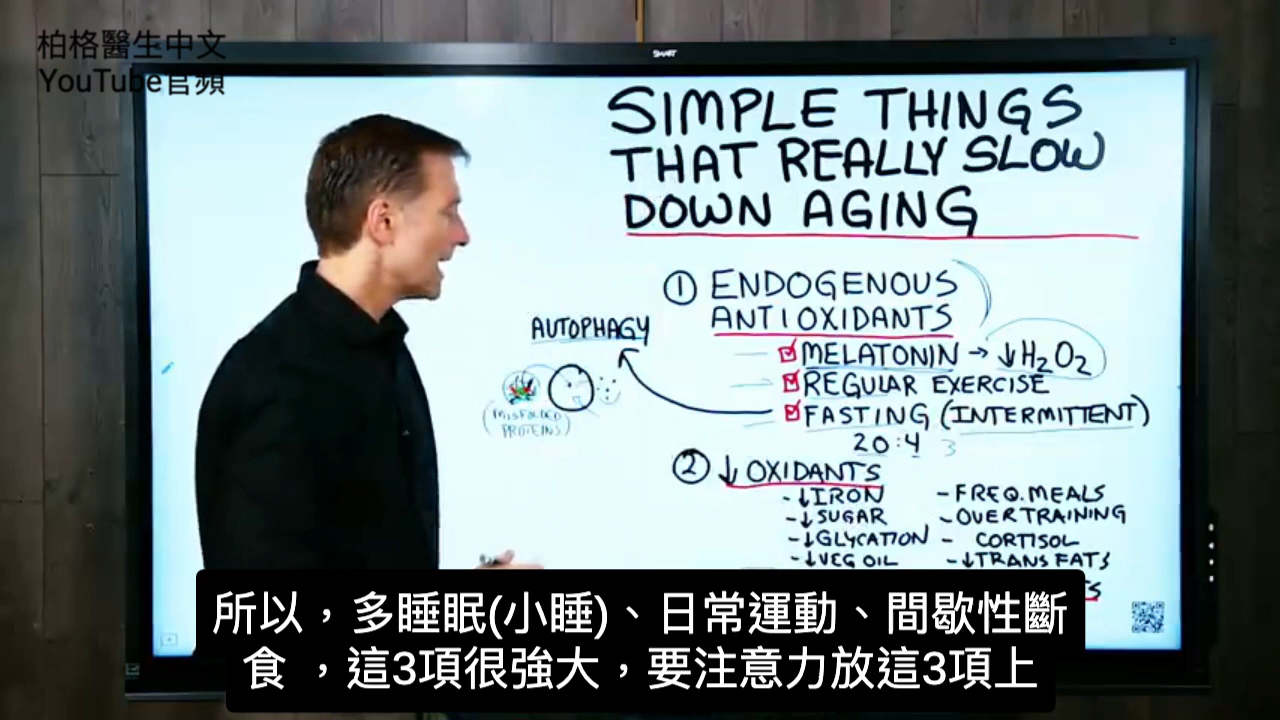 柏格醫生中文
YouTube官頻
SMART
SIMPLE THINGS
THAT REALLY SLOW
DOWN AGING
① ENDOGENOUS
ANTIOXIDANTS
AUTOPHAGY
☑ MELATONIN → ↓H₂O₂
☑ REGULAR EXERCISE
☑ FASTING (INTERMITTENT)
(MISFOLDED
PROTEINS)
20:4 3
② ↓ OXIDANTS
- ↓IRON
- ↓SUGAR
- ↓GLYCATION
- ↓VEG OIL
- FREQ. MEALS
- OVERTRAINING
- CORTISOL
- ↓TRANS FATS
所以，多睡眠(小睡)、日常運動、間歇性斷
食 ，這3項很強大，要注意力放這3項上